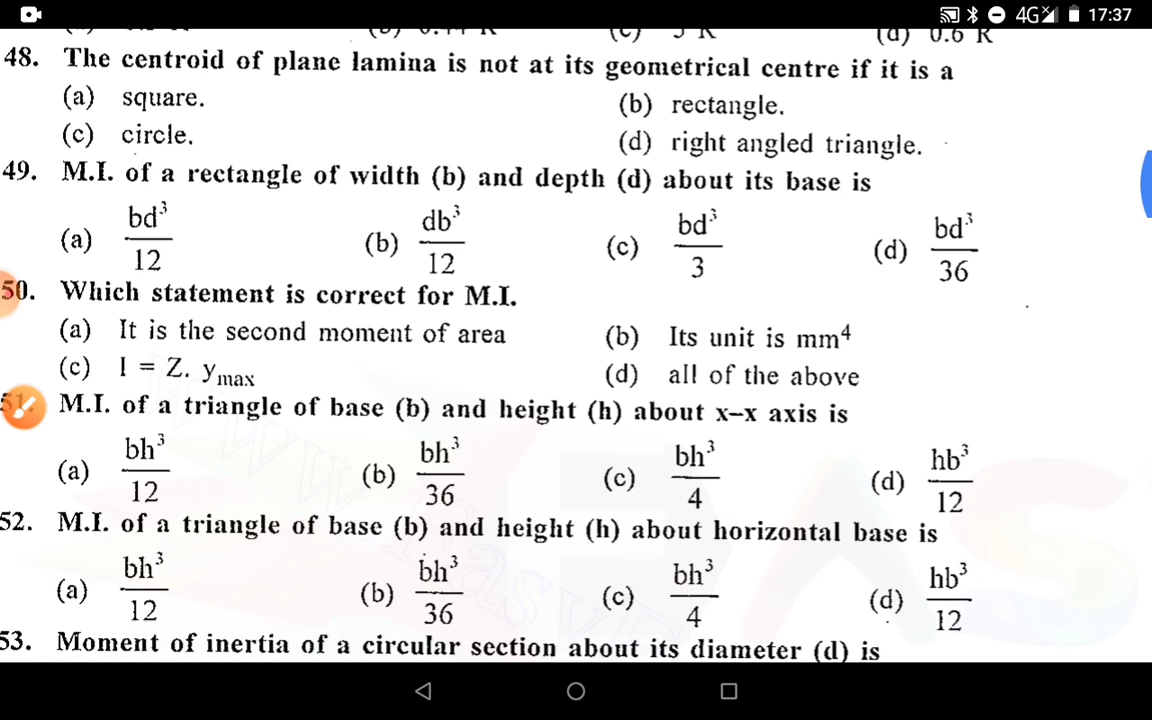 4G 17:37
(d) 0.6 R
48. The centroid of plane lamina is not at its geometrical centre if it is a
(a) square. (b) rectangle.
(c) circle. (d) right angled triangle.
49. M.I. of a rectangle of width (b) and depth (d) about its base is
(a) bd³/12 (b) db³/12 (c) bd³/3 (d) bd³/36
50. Which statement is correct for M.I.
(a) It is the second moment of area (b) Its unit is mm⁴
(c) I = Z. y_max (d) all of the above
51. M.I. of a triangle of base (b) and height (h) about x–x axis is
(a) bh³/12 (b) bh³/36 (c) bh³/4 (d) hb³/12
52. M.I. of a triangle of base (b) and height (h) about horizontal base is
(a) bh³/12 (b) bh³/36 (c) bh³/4 (d) hb³/12
53. Moment of inertia of a circular section about its diameter (d) is